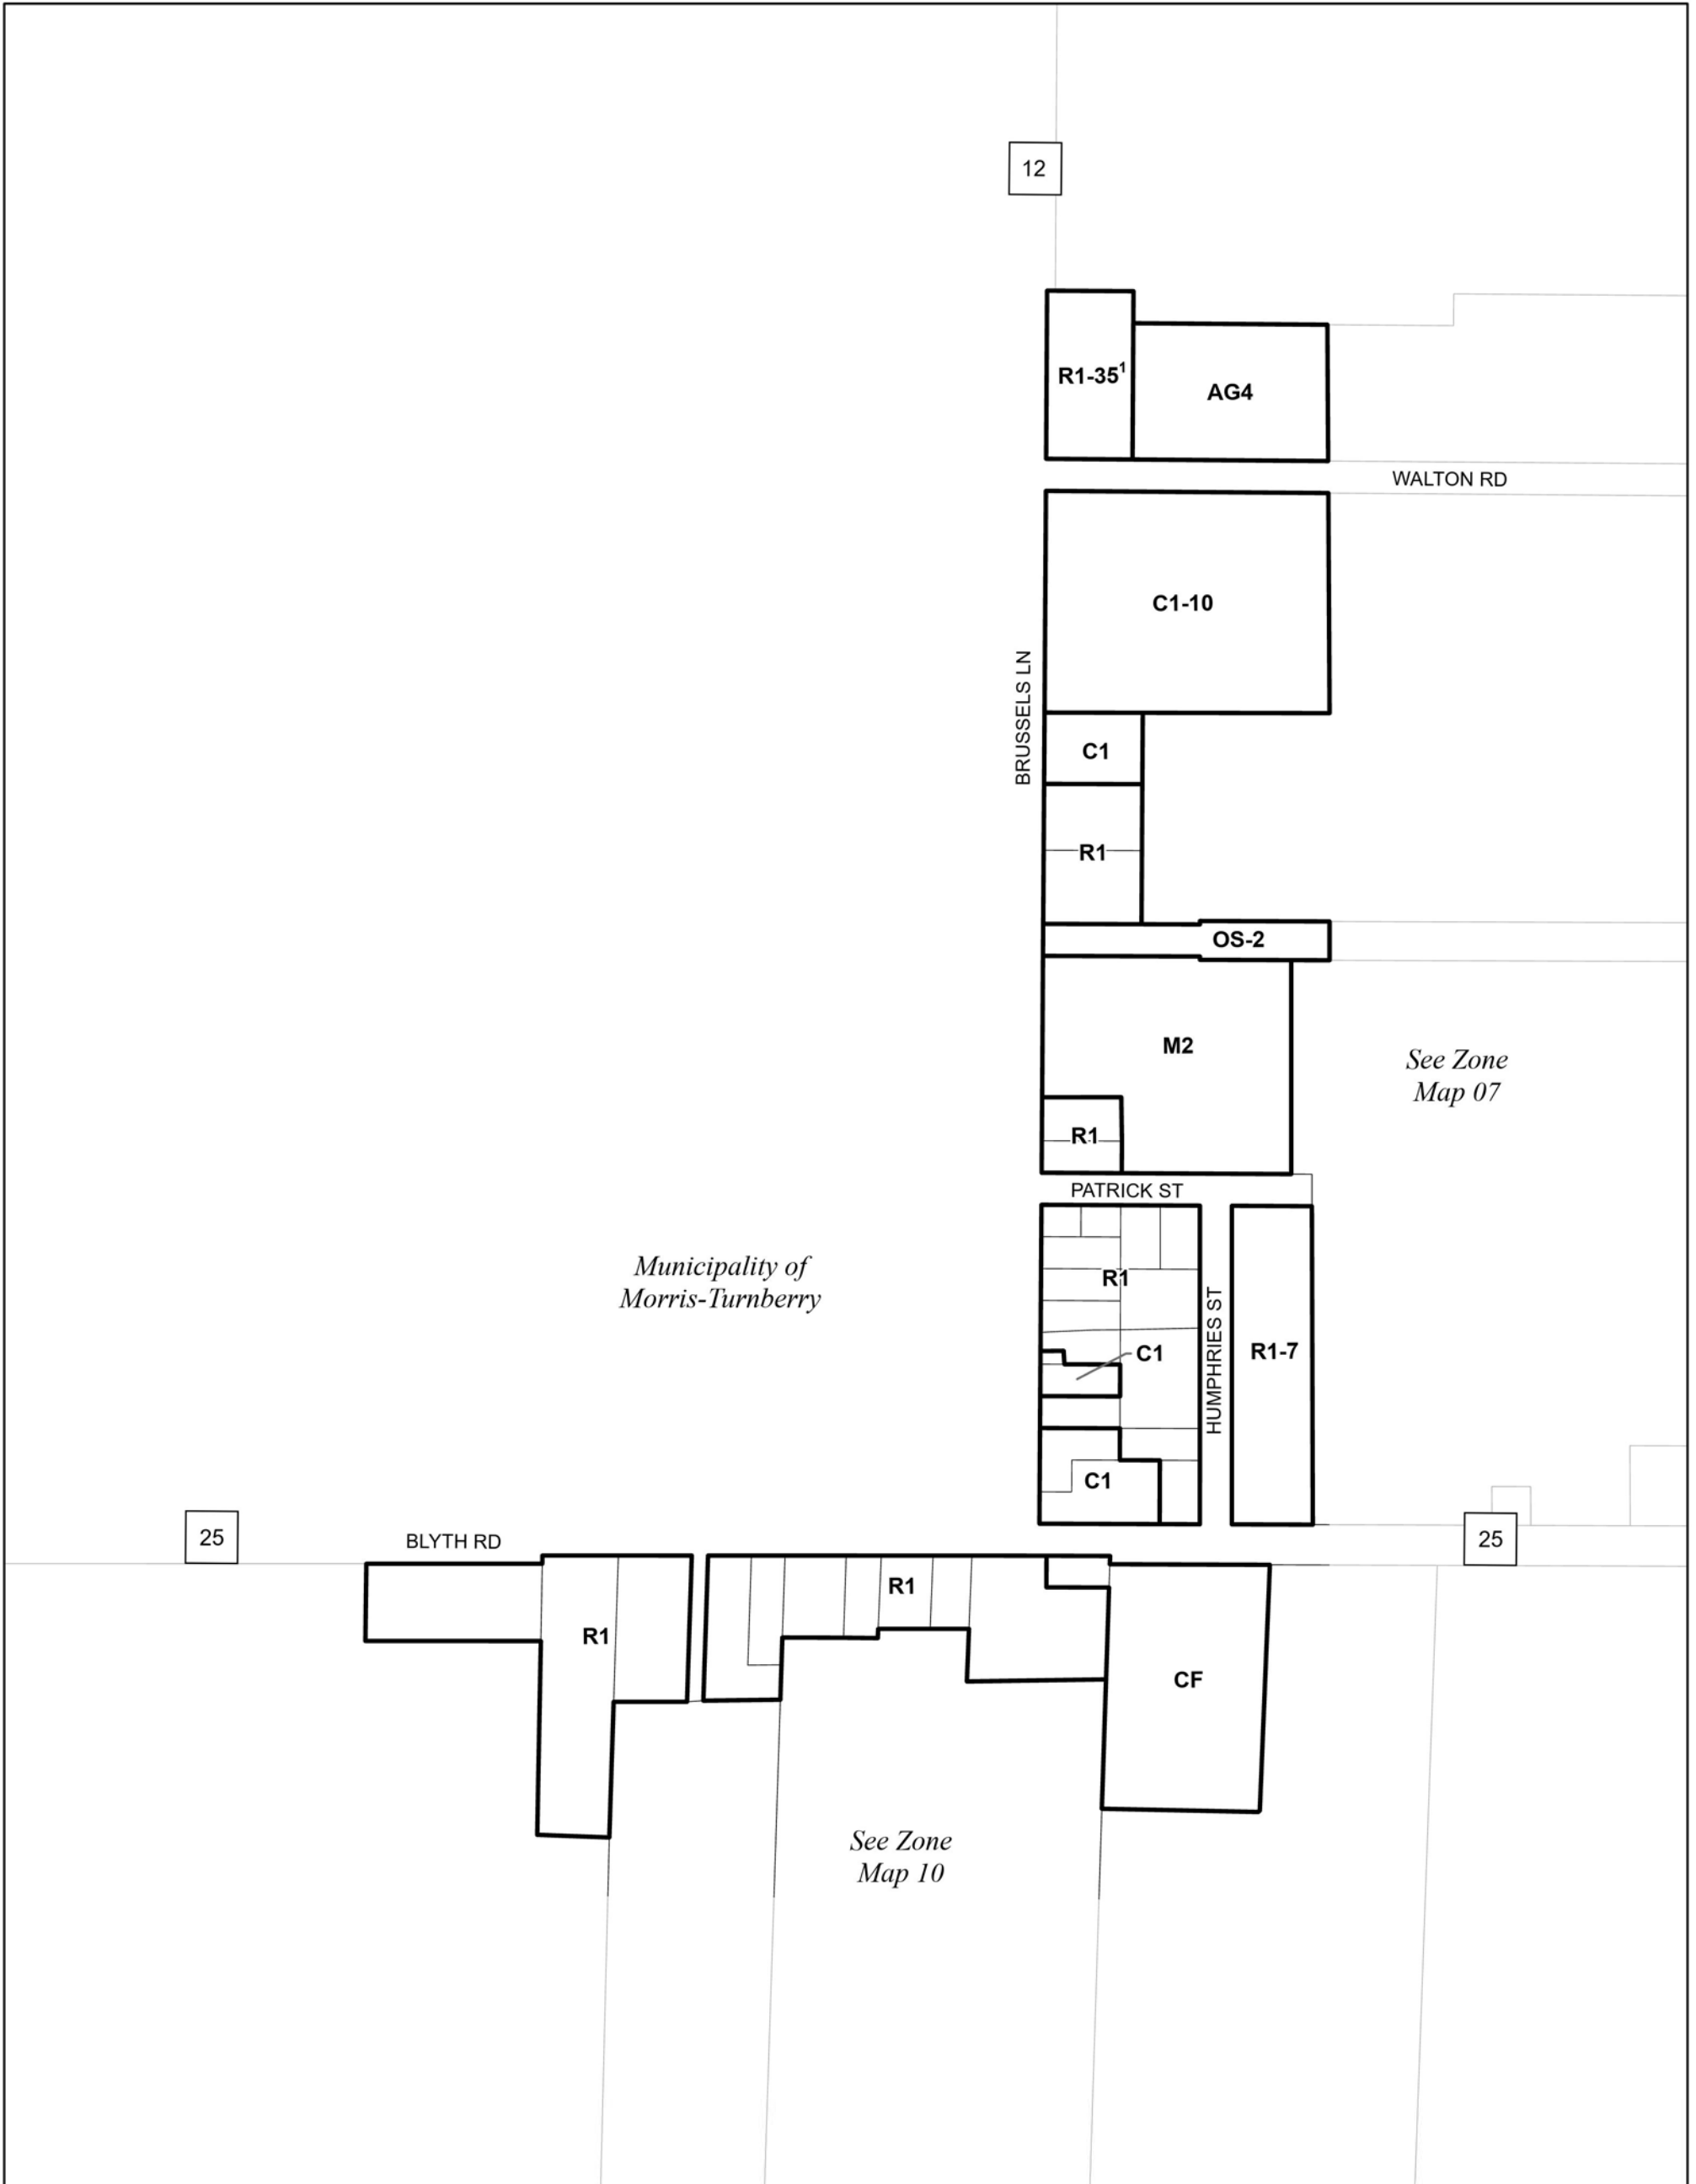 12
R1-35¹
AG4
WALTON RD
C1-10
BRUSSELS LN
C1
R1
OS-2
M2
See Zone
Map 07
R1
PATRICK ST
Municipality of
Morris-Turnberry
R1
C1
HUMPHRIES ST
R1-7
C1
25
BLYTH RD
25
R1
R1
CF
See Zone
Map 10